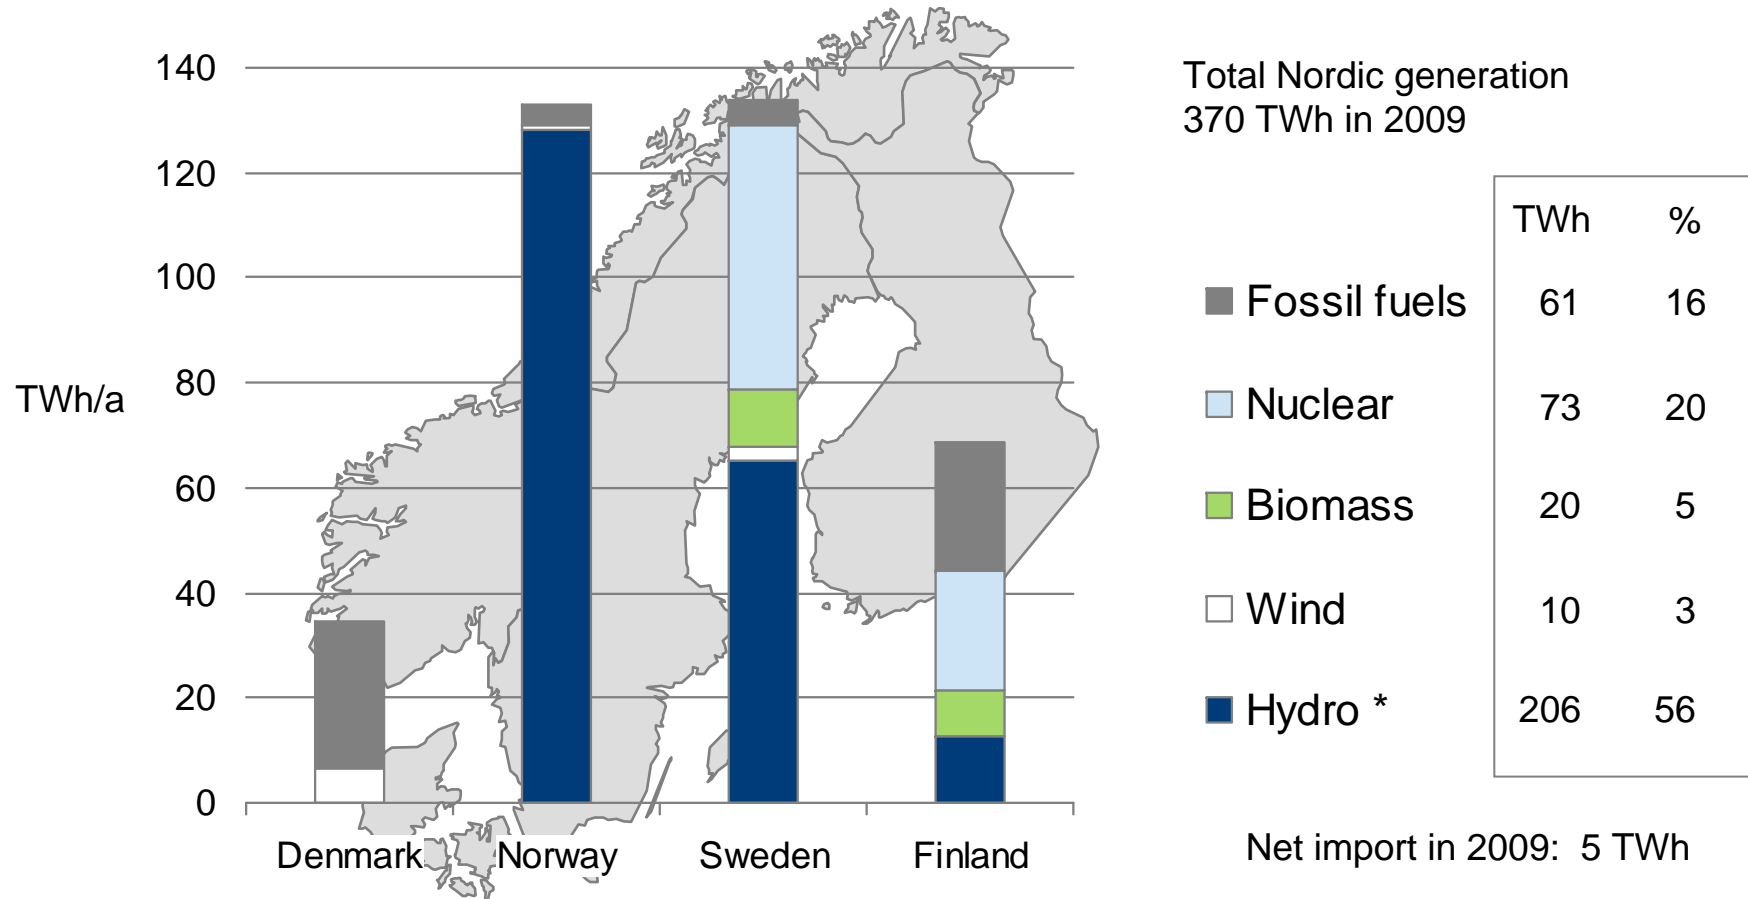 Total Nordic generation
370 TWh in 2009
TWh/a
140
120
100
80
60
40
20
0
Denmark
Norway
Sweden
Finland
TWh %
Fossil fuels 61 16
Nuclear 73 20
Biomass 20 5
Wind 10 3
Hydro * 206 56
Net import in 2009: 5 TWh